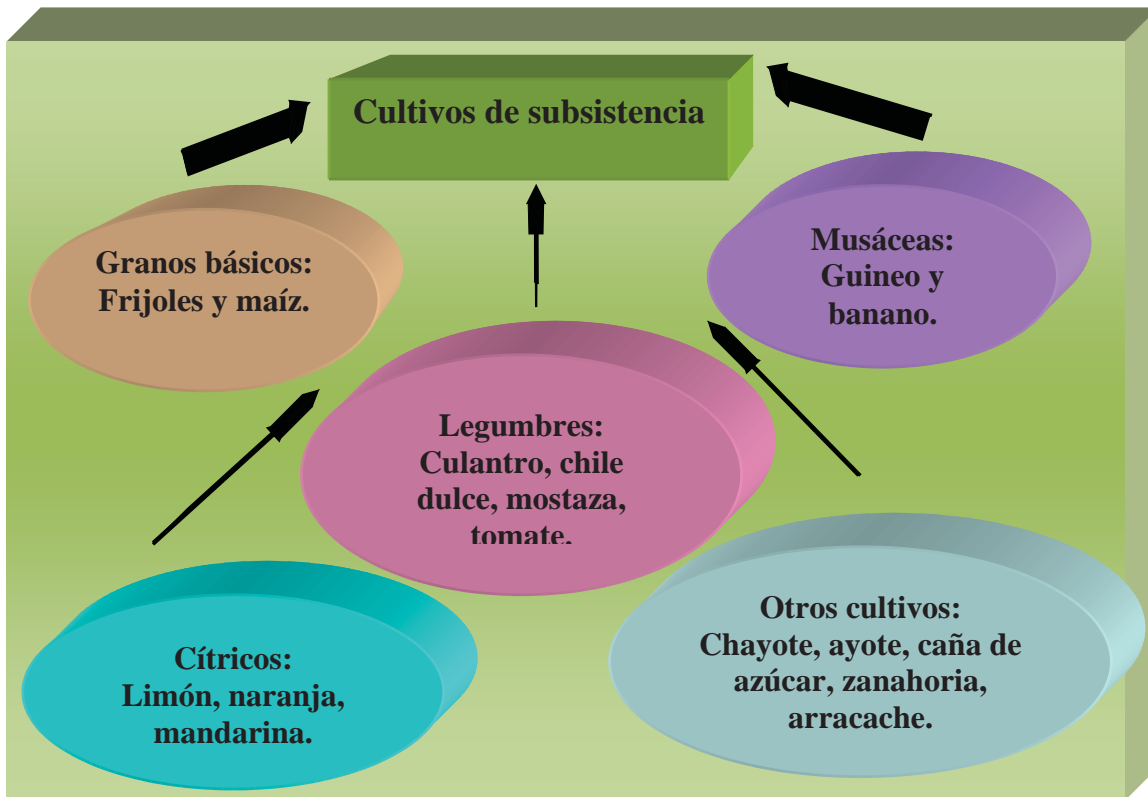 Cultivos de subsistencia
Granos básicos:
Frijoles y maíz.
Musáceas:
Guineo y
banano.
Legumbres:
Culantro, chile
dulce, mostaza,
tomate.
Cítricos:
Limón, naranja,
mandarina.
Otros cultivos:
Chayote, ayote, caña de
azúcar, zanahoria,
arracache.